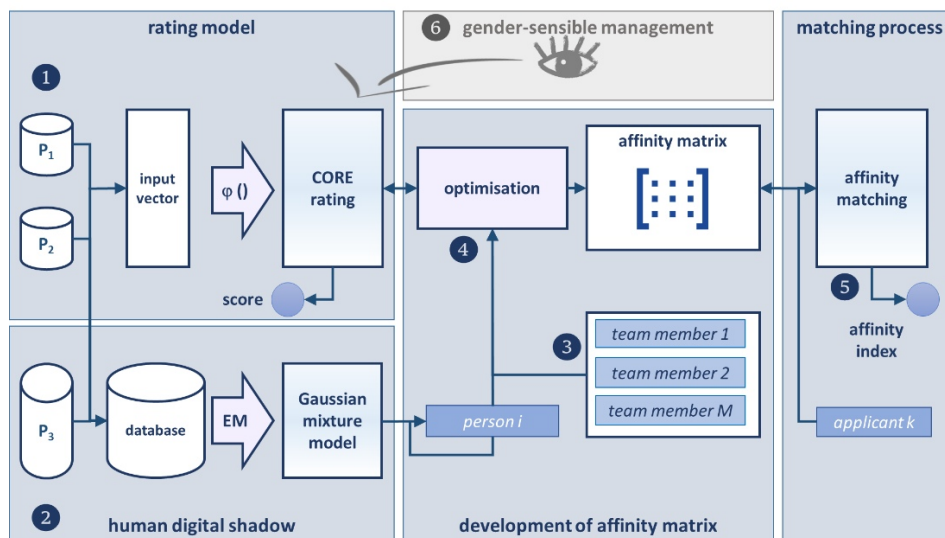 rating model
6 gender-sensible management
matching process
1
P1
P2
input
vector
φ ()
CORE
rating
optimisation
affinity matrix
affinity
matching
4
5
score
affinity
index
3
team member 1
team member 2
team member M
P3
database
EM
Gaussian
mixture
model
person i
applicant k
2
human digital shadow
development of affinity matrix